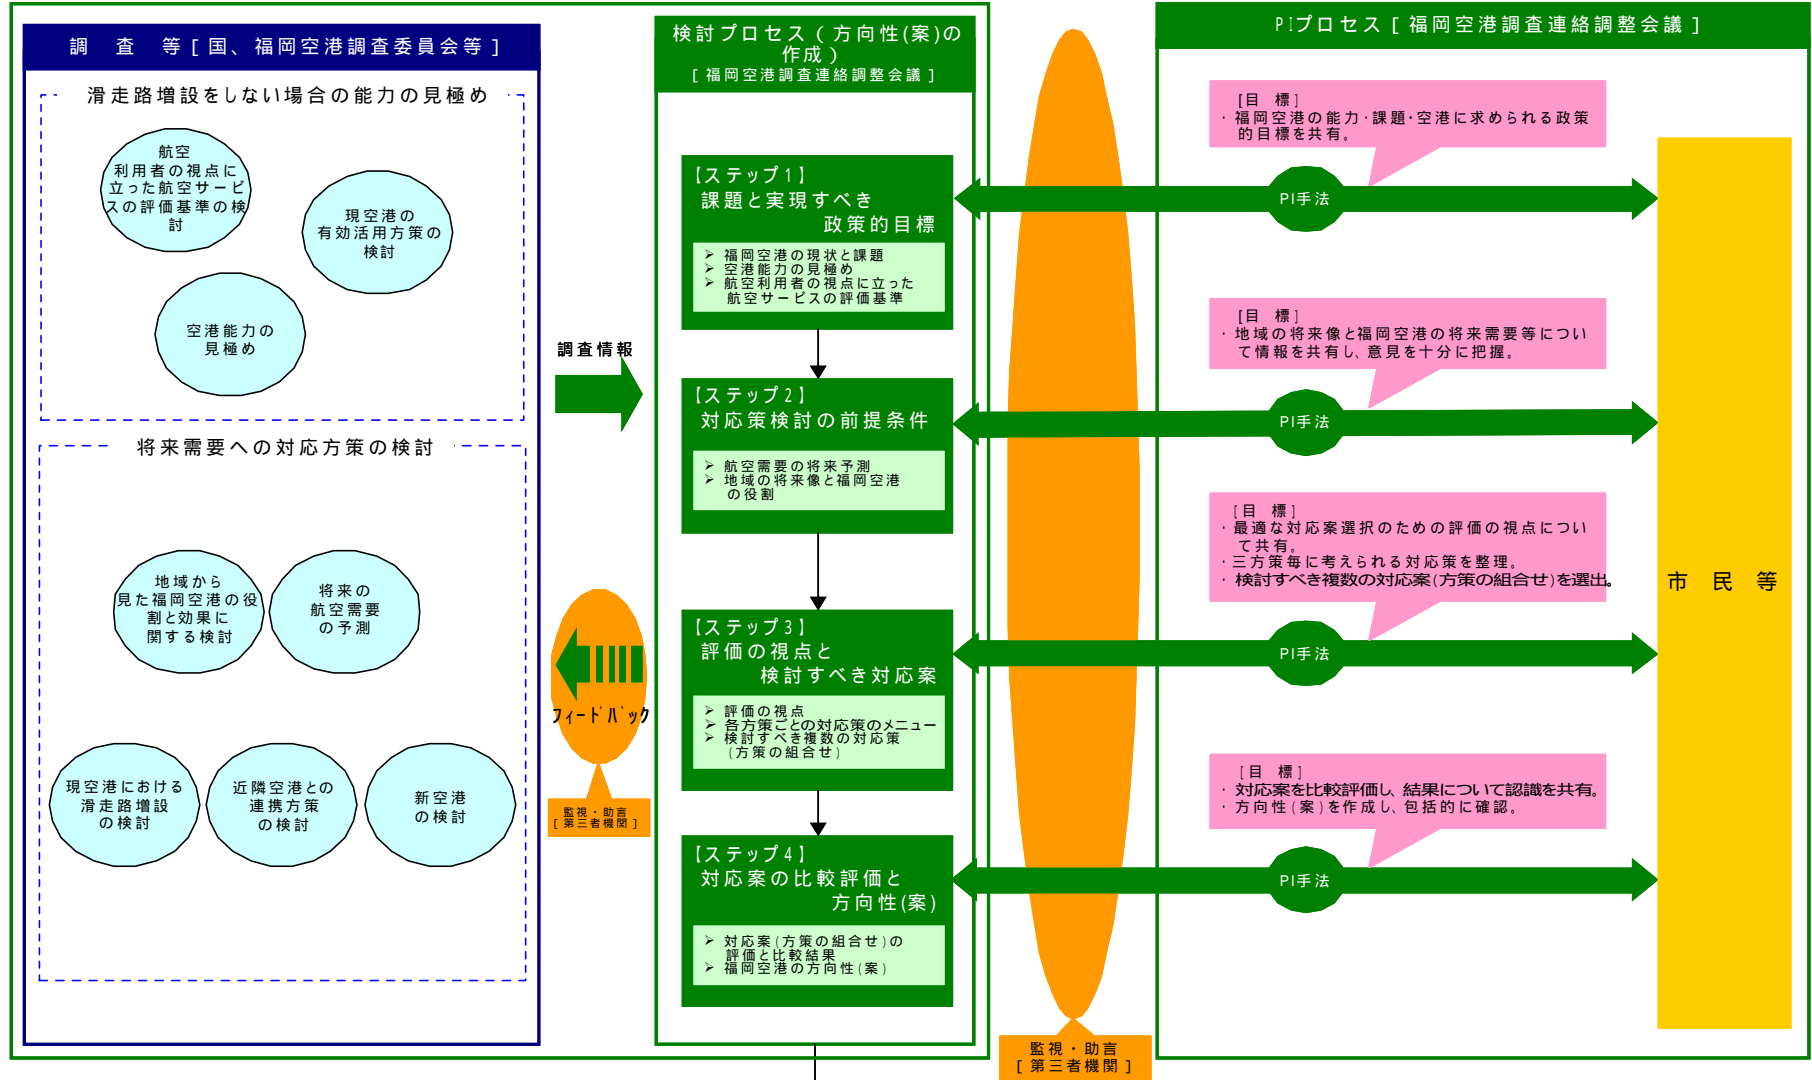 調 査 等 [ 国、福岡空港調査委員会等 ]
滑走路増設をしない場合の能力の見極め
航空
利用者の視点に
立った航空サービ
スの評価基準の検
討
現空港の
有効活用方策の
検討
空港能力の
見極め
将来需要への対応方策の検討
地域から
見た福岡空港の役
割と効果に
関する検討
将来の
航空需要
の予測
現空港における
滑走路増設
の検討
近隣空港との
連携方策
の検討
新空港
の検討
調査情報
フィードバック
監視・助言
[ 第三者機関 ]
検討プロセス ( 方向性(案)の
作成 )
[ 福岡空港調査連絡調整会議 ]
【ステップ1】
課題と実現すべき
政策的目標
➢ 福岡空港の現状と課題
➢ 空港能力の見極め
➢ 航空利用者の視点に立った
航空サービスの評価基準
【ステップ2】
対応策検討の前提条件
➢ 航空需要の将来予測
➢ 地域の将来像と福岡空港
の役割
【ステップ3】
評価の視点と
検討すべき対応案
➢ 評価の視点
➢ 各方策ごとの対応策のメニュー
➢ 検討すべき複数の対応策
(方策の組合せ)
【ステップ4】
対応案の比較評価と
方向性(案)
➢ 対応案(方策の組合せ)の
評価と比較結果
➢ 福岡空港の方向性(案)
監視・助言
[ 第三者機関 ]
PIプロセス [ 福岡空港調査連絡調整会議 ]
[目 標]
・福岡空港の能力・課題・空港に求められる政策
的目標を共有。
PI手法
[目 標]
・地域の将来像と福岡空港の将来需要等につい
て情報を共有し、意見を十分に把握。
PI手法
[目 標]
・最適な対応案選択のための評価の視点につい
て共有。
・三方策毎に考えられる対応策を整理。
・検討すべき複数の対応案(方策の組合せ)を選出。
PI手法
[目 標]
・対応案を比較評価し、結果について認識を共有。
・方向性(案)を作成し、包括的に確認。
PI手法
市 民 等